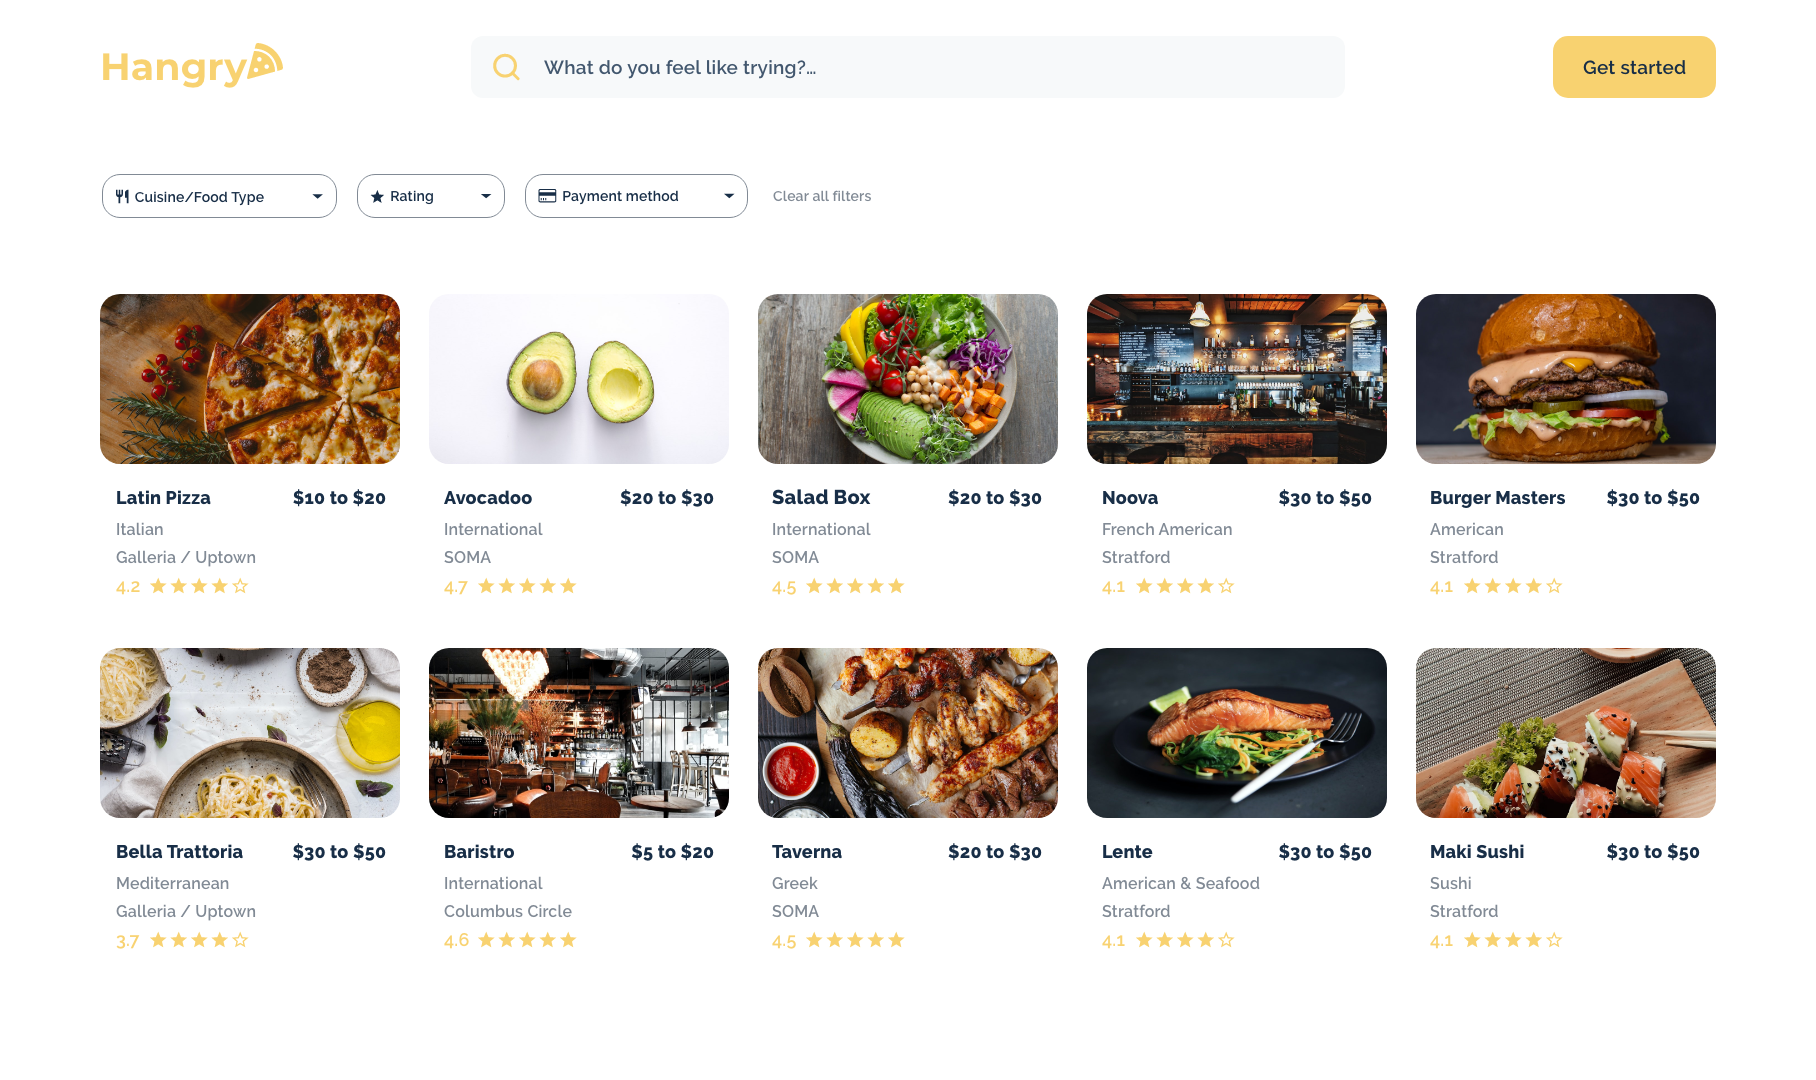 Hangry
What do you feel like trying?...
Get started
Cuisine/Food Type
Rating
Payment method
Clear all filters
Latin Pizza $10 to $20
Italian
Galleria / Uptown
4.2
Avocadoo $20 to $30
International
SOMA
4.7
Salad Box $20 to $30
International
SOMA
4.5
Noova $30 to $50
French American
Stratford
4.1
Burger Masters $30 to $50
American
Stratford
4.1
Bella Trattoria $30 to $50
Mediterranean
Galleria / Uptown
3.7
Baristro $5 to $20
International
Columbus Circle
4.6
Taverna $20 to $30
Greek
SOMA
4.5
Lente $30 to $50
American & Seafood
Stratford
4.1
Maki Sushi $30 to $50
Sushi
Stratford
4.1